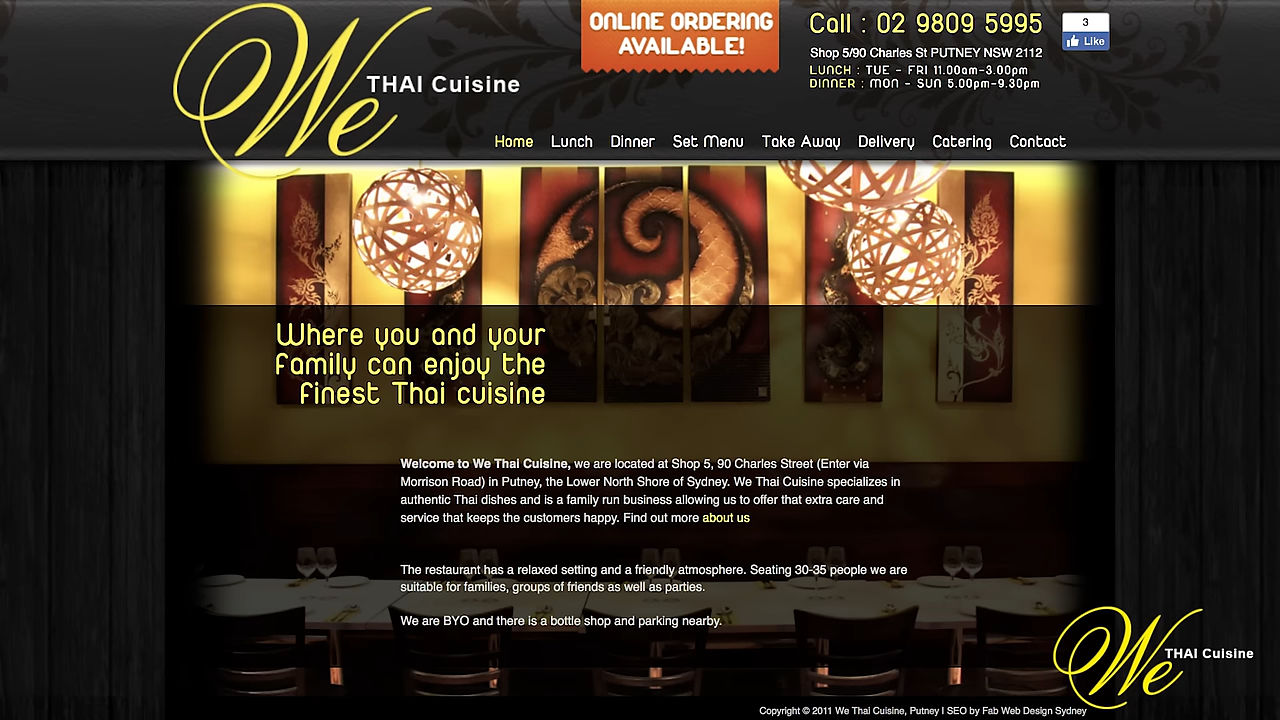 We THAI Cuisine
ONLINE ORDERING
AVAILABLE!
Call : 02 9809 5995
Shop 5/90 Charles St PUTNEY NSW 2112
LUNCH : TUE - FRI 11.00am-3.00pm
DINNER : MON - SUN 5.00pm-9.30pm
3
Like
Home Lunch Dinner Set Menu Take Away Delivery Catering Contact
Where you and your
Family can enjoy the
finest Thai cuisine
Welcome to We Thai Cuisine, we are located at Shop 5, 90 Charles Street (Enter via
Morrison Road) in Putney, the Lower North Shore of Sydney. We Thai Cuisine specializes in
authentic Thai dishes and is a family run business allowing us to offer that extra care and
service that keeps the customers happy. Find out more about us
The restaurant has a relaxed setting and a friendly atmosphere. Seating 30-35 people we are
suitable for families, groups of friends as well as parties.
We are BYO and there is a bottle shop and parking nearby.
We THAI Cuisine
Copyright © 2011 We Thai Cuisine, Putney I SEO by Fab Web Design Sydney